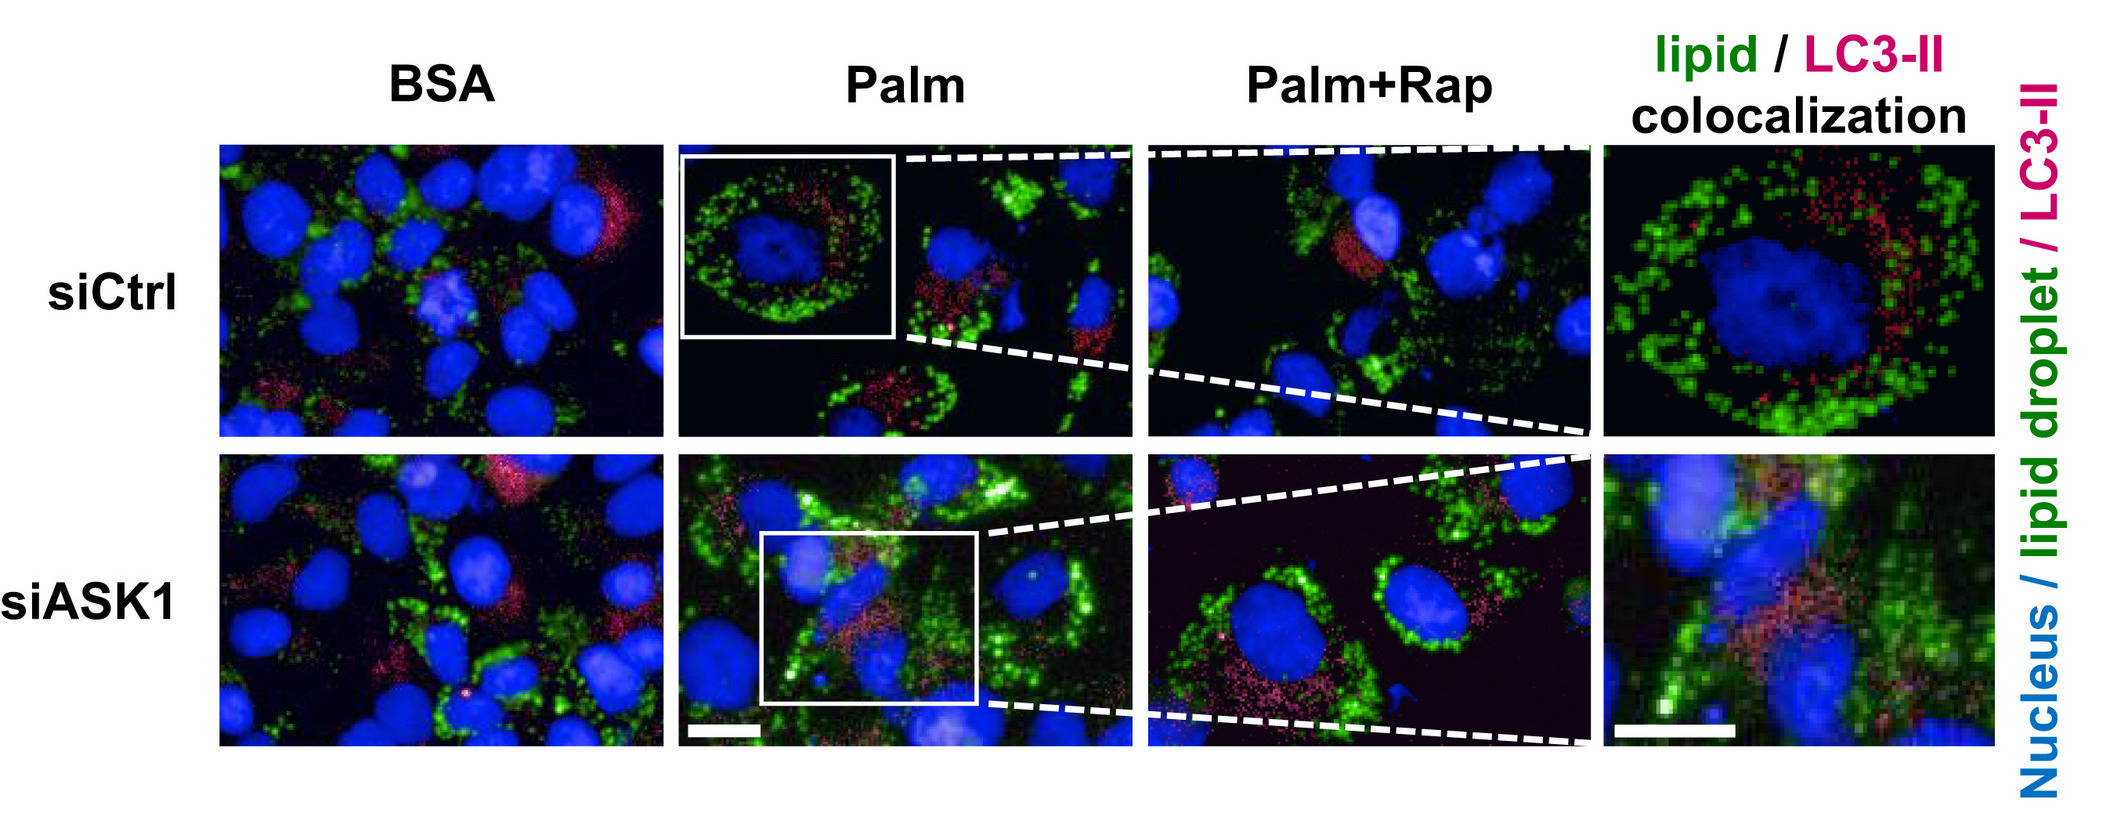 BSA
Palm
Palm+Rap
lipid / LC3-II
colocalization
siCtrl
siASK1
Nucleus / lipid droplet / LC3-II